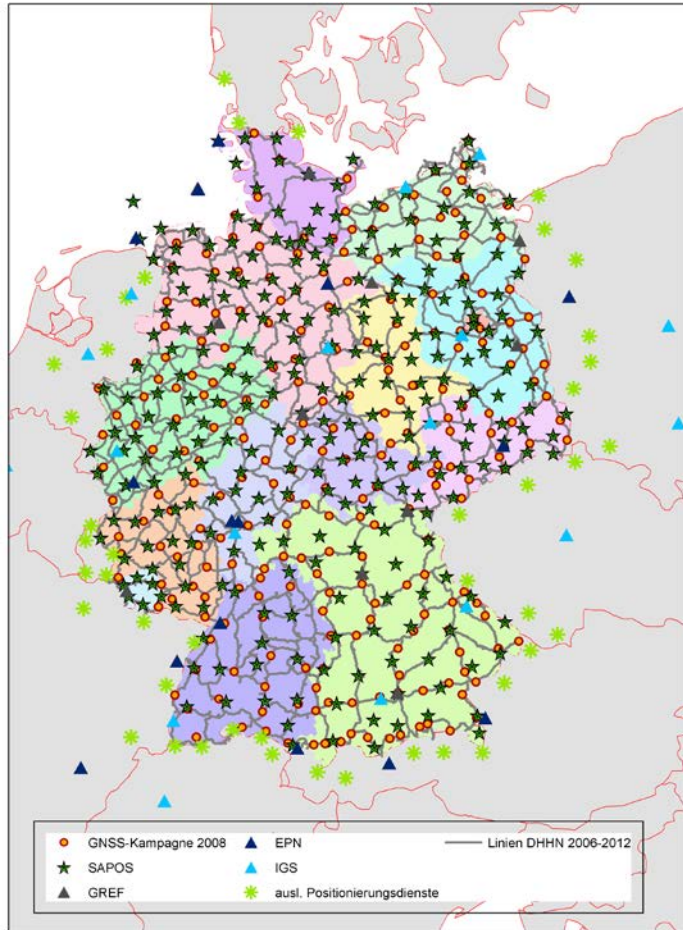 GNSS-Kampagne 2008
SAPOS
GREF
EPN
IGS
ausl. Positionierungsdienste
Linien DHHN 2006-2012